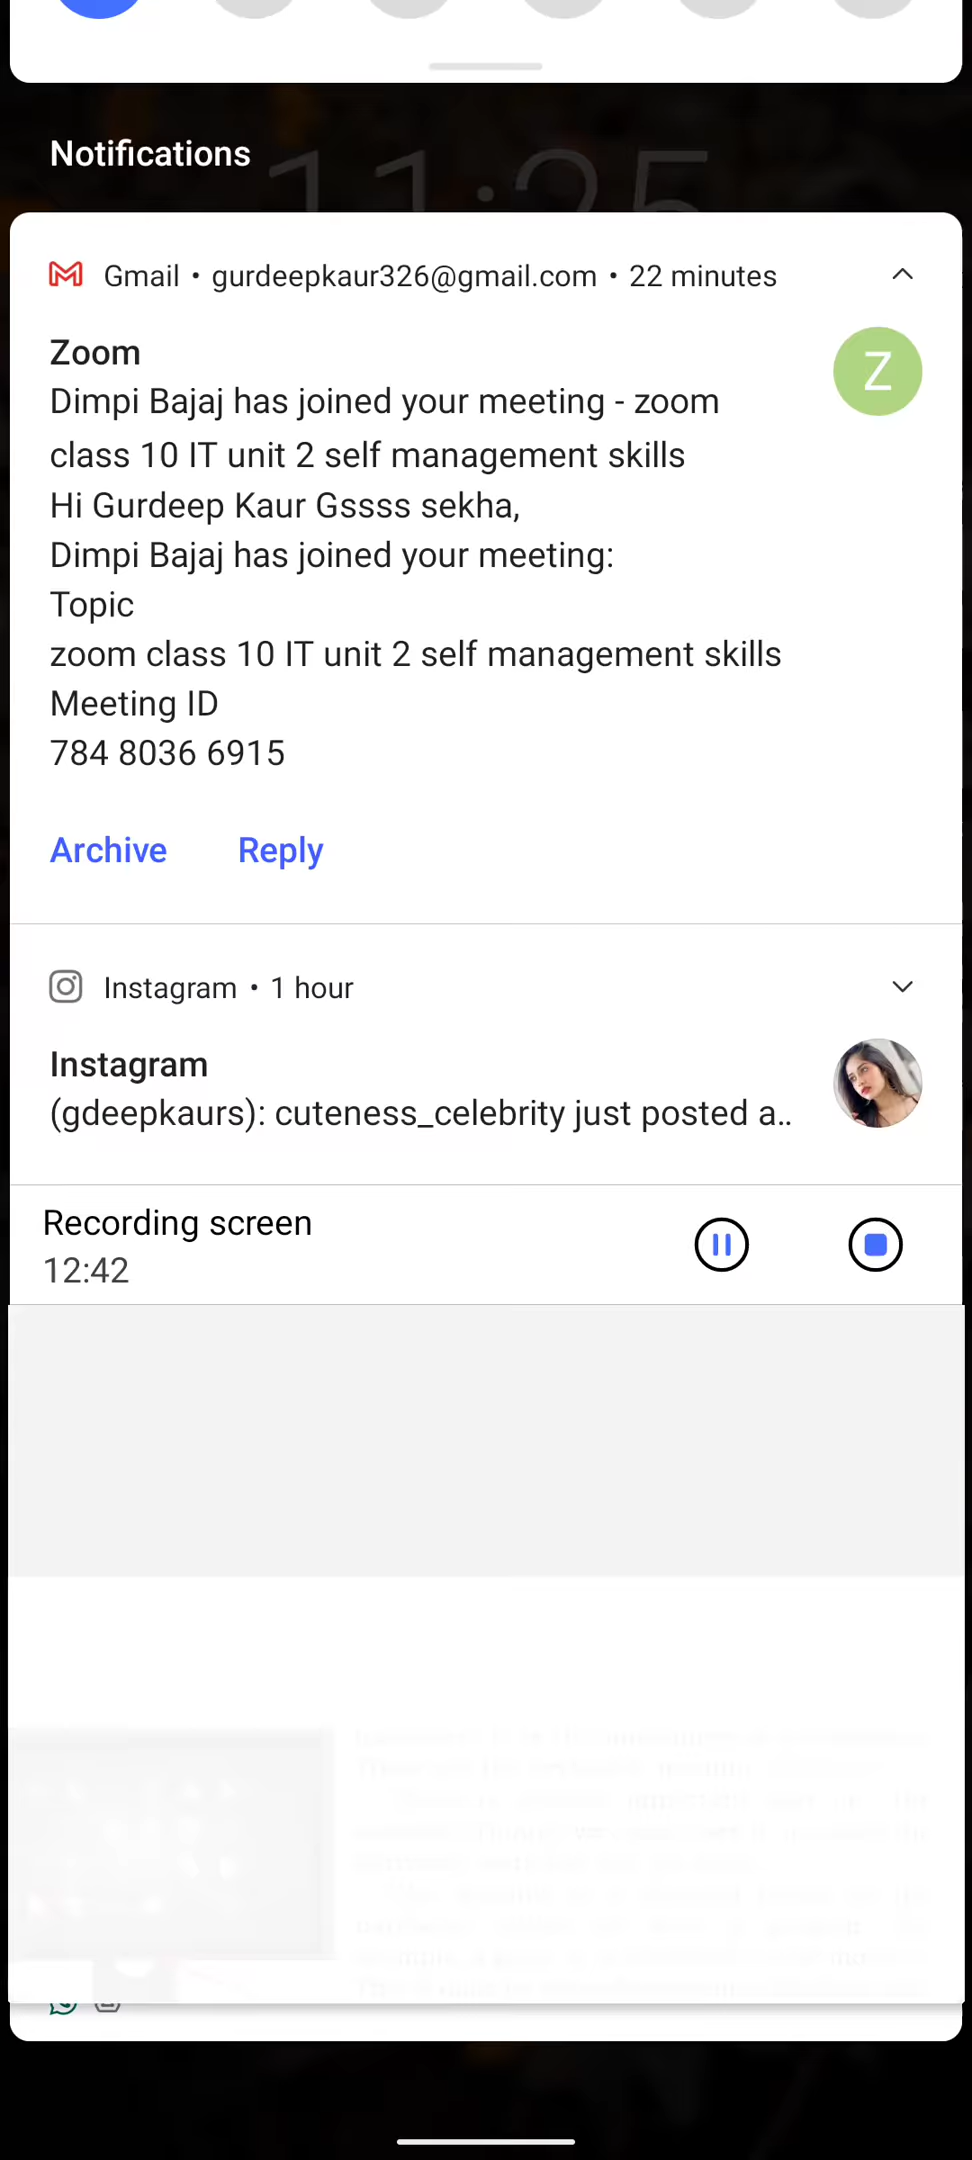 Notifications
11:25
Gmail • gurdeepkaur326@gmail.com • 22 minutes
Zoom
Z
Dimpi Bajaj has joined your meeting - zoom
class 10 IT unit 2 self management skills
Hi Gurdeep Kaur Gssss sekha,
Dimpi Bajaj has joined your meeting:
Topic
zoom class 10 IT unit 2 self management skills
Meeting ID
784 8036 6915
Archive Reply
Instagram • 1 hour
Instagram
(gdeepkaurs): cuteness_celebrity just posted a..
Recording screen
12:42